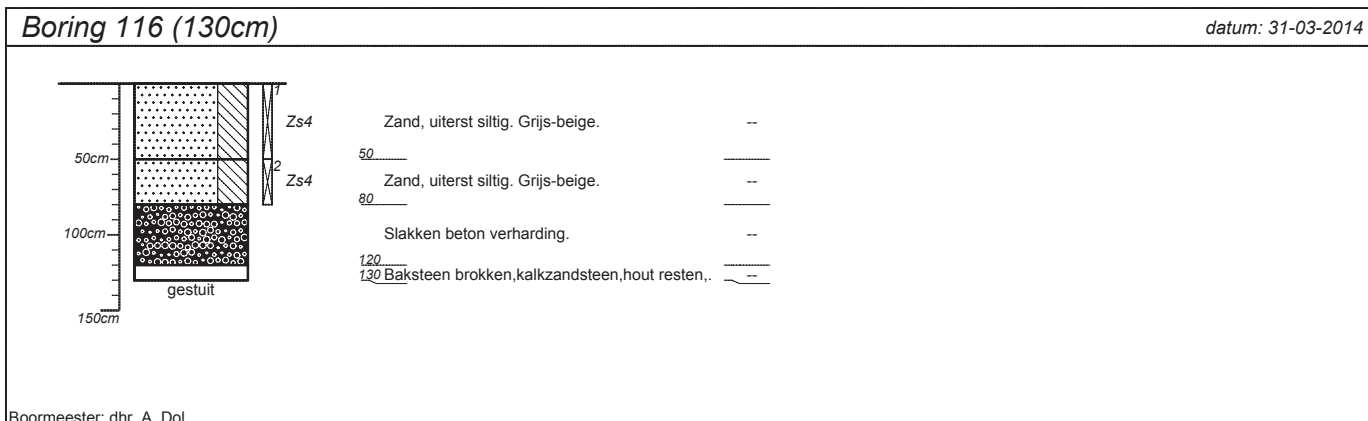 Boring 116 (130cm) datum: 31-03-2014
1
Zs4 Zand, uiterst siltig. Grijs-beige. --
50cm 50
2
Zs4 Zand, uiterst siltig. Grijs-beige. --
80
100cm Slakken beton verharding. --
120
130 Baksteen brokken,kalkzandsteen,hout resten,. --
gestuit
150cm
Boormeester: dhr. A. Dol